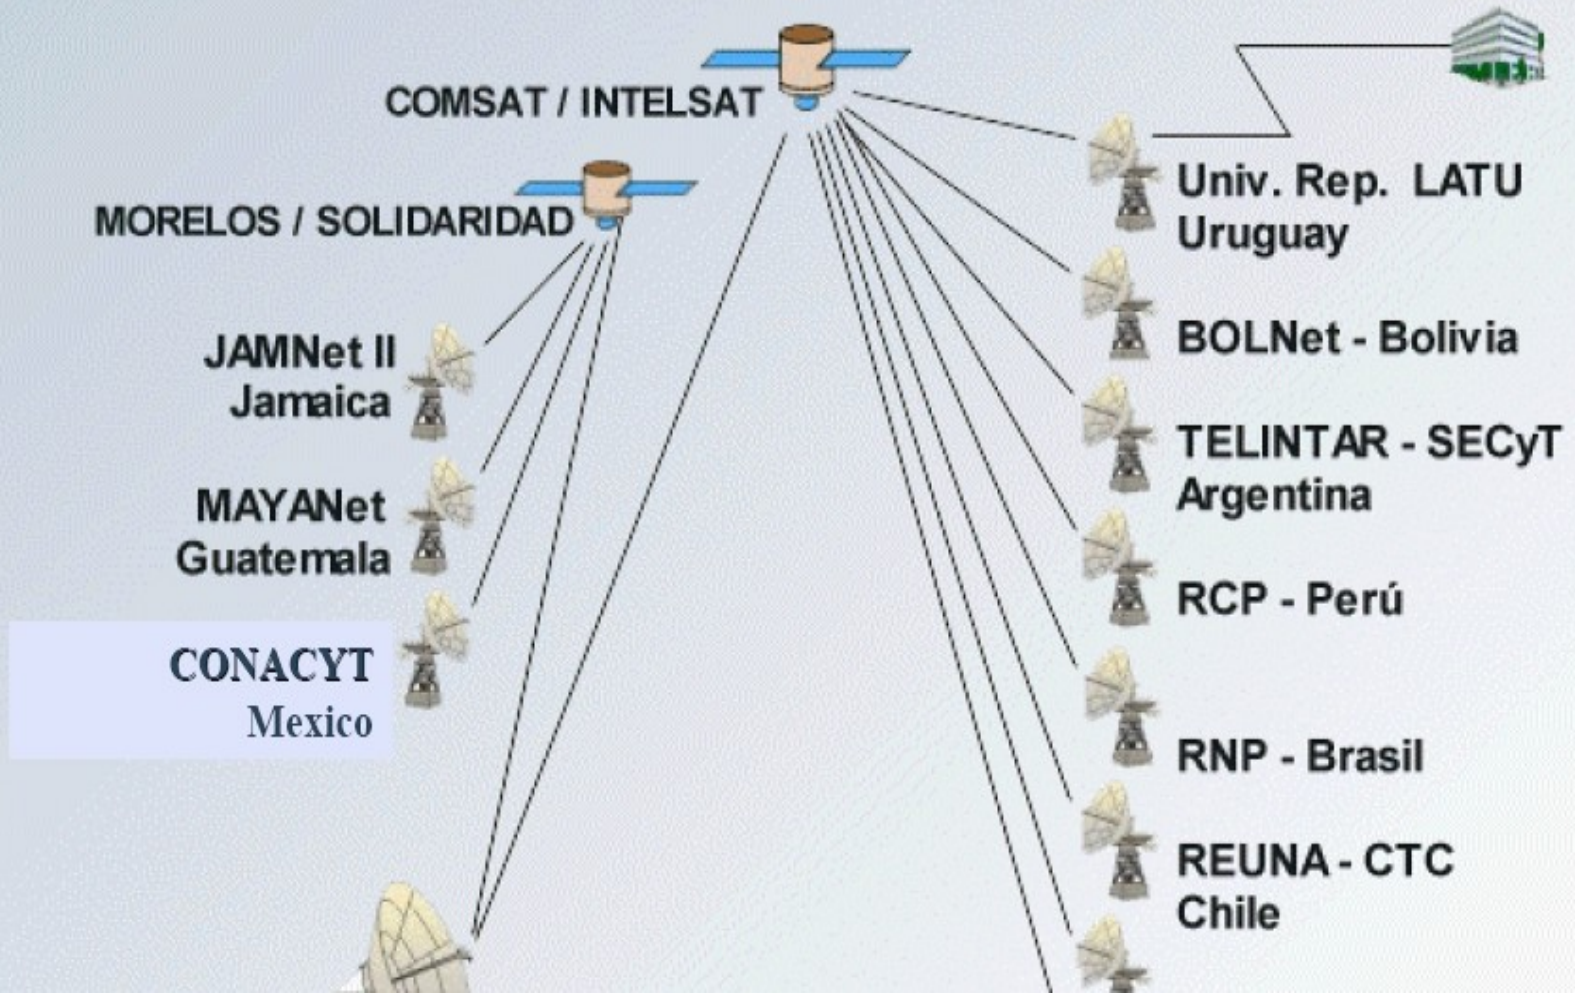 COMSAT / INTELSAT
MORELOS / SOLIDARIDAD
JAMNet II
Jamaica
MAYANet
Guatemala
CONACYT
Mexico
Univ. Rep. LATU
Uruguay
BOLNet - Bolivia
TELINTAR - SECyT
Argentina
RCP - Perú
RNP - Brasil
REUNA - CTC
Chile